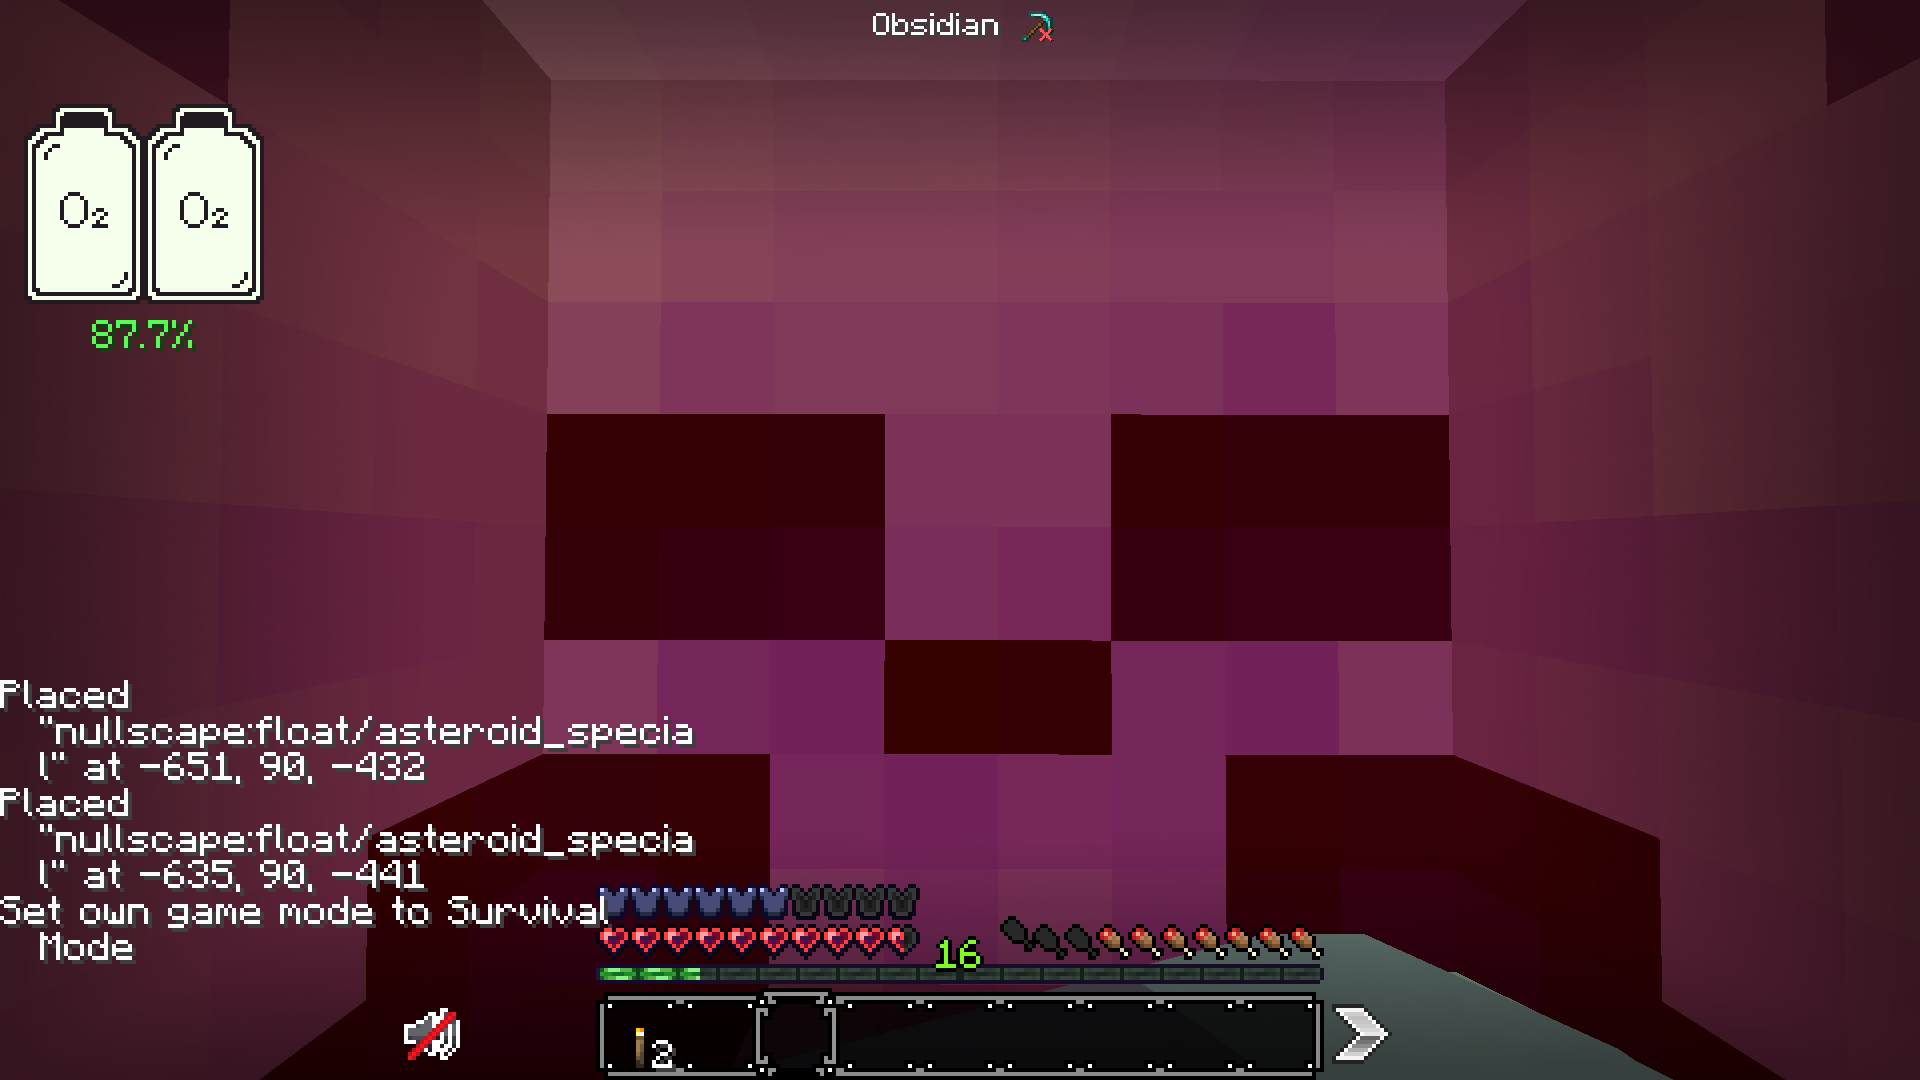 Obsidian
O₂ O₂
87.7%
Placed
"nullscape:float/asteroid_specia
l" at -651, 90, -432
Placed
"nullscape:float/asteroid_specia
l" at -635, 90, -441
Set own game mode to Survival
Mode
16
2